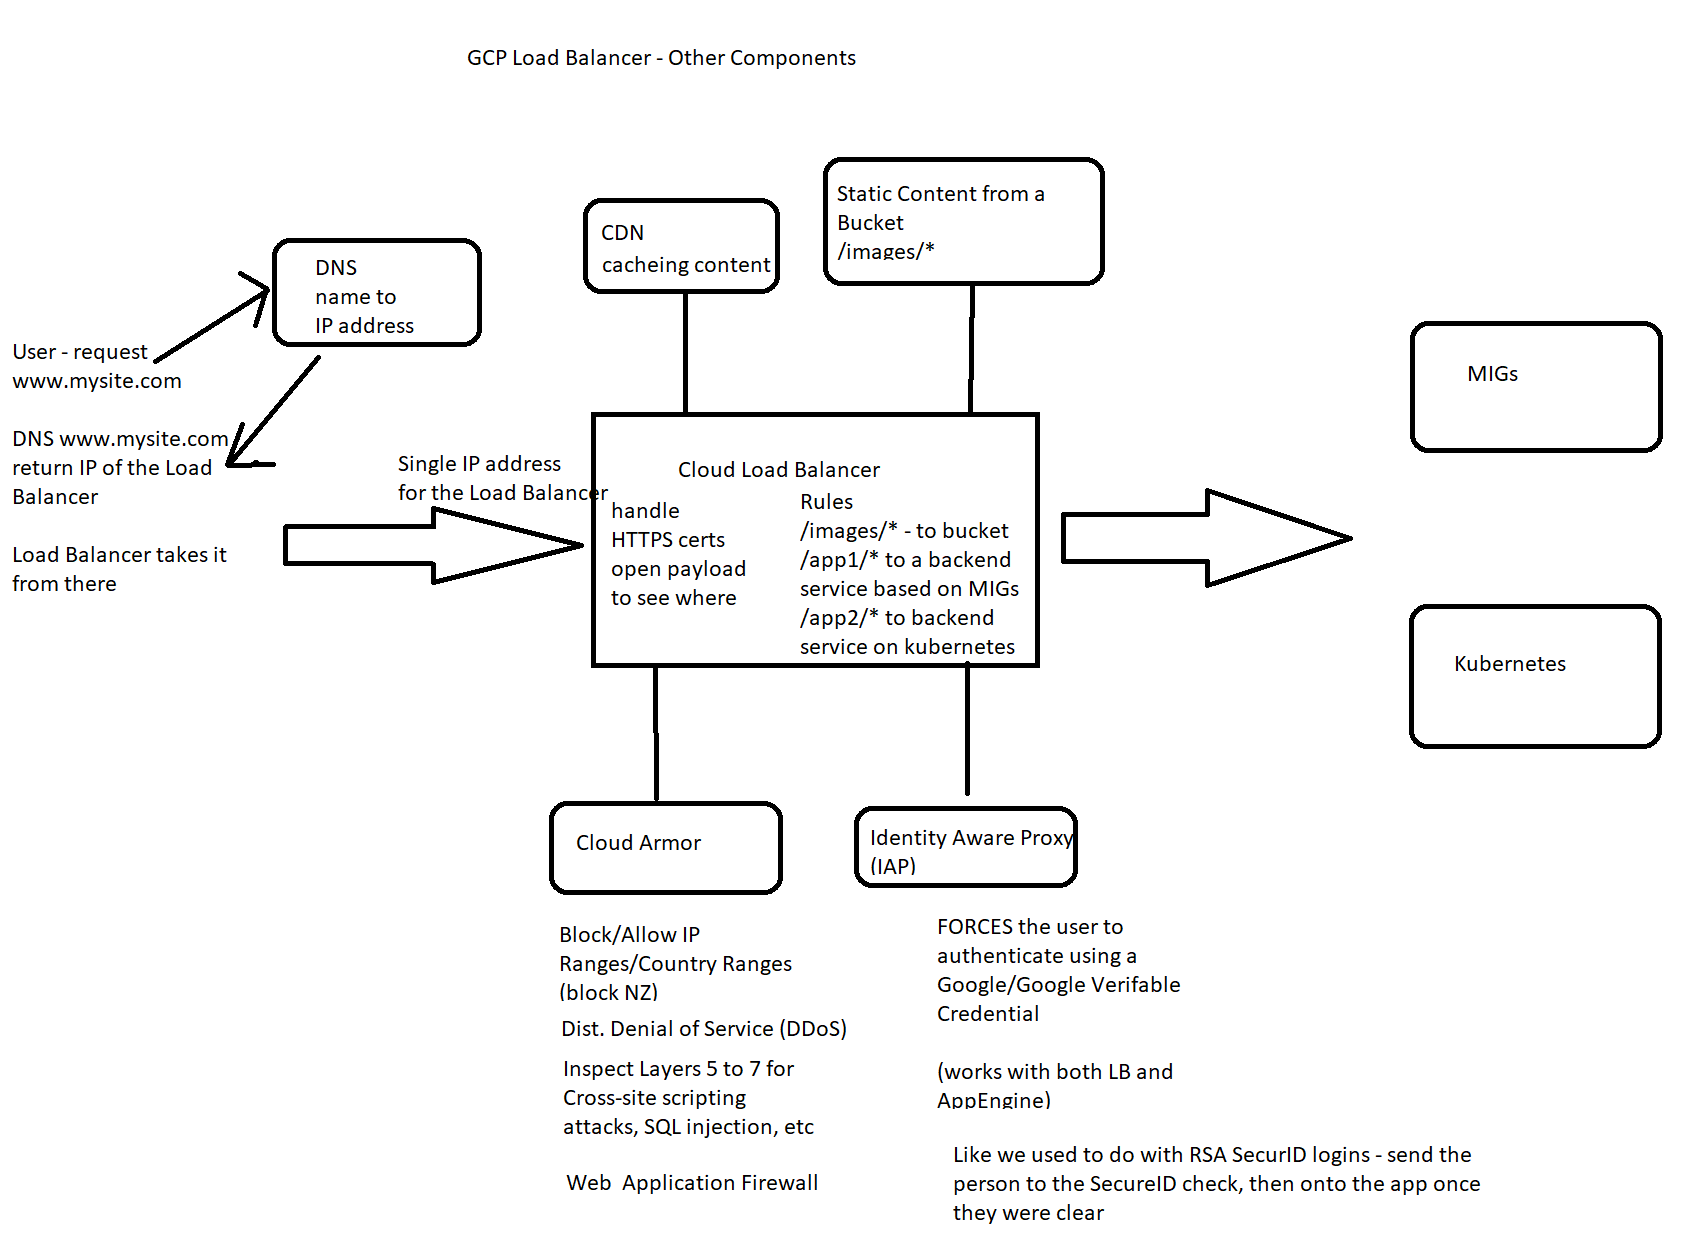 GCP Load Balancer - Other Components
Static Content from a
Bucket
/images/*
CDN
cacheing content
DNS
name to
IP address
User - request
www.mysite.com
DNS www.mysite.com
return IP of the Load
Balancer
Load Balancer takes it
from there
Single IP address
for the Load Balancer
Cloud Load Balancer
handle
HTTPS certs
open payload
to see where
Rules
/images/* - to bucket
/app1/* to a backend
service based on MIGs
/app2/* to backend
service on kubernetes
MIGs
Kubernetes
Cloud Armor
Block/Allow IP
Ranges/Country Ranges
(block NZ)
Dist. Denial of Service (DDoS)
Inspect Layers 5 to 7 for
Cross-site scripting
attacks, SQL injection, etc
Web  Application Firewall
Identity Aware Proxy
(IAP)
FORCES the user to
authenticate using a
Google/Google Verifable
Credential
(works with both LB and
AppEngine)
Like we used to do with RSA SecurID logins - send the
person to the SecureID check, then onto the app once
they were clear